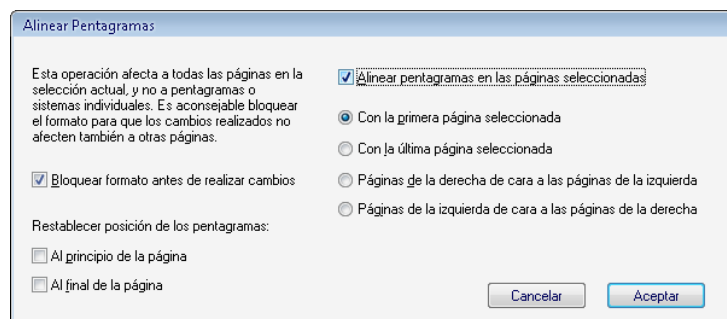 Alinear Pentagramas
Esta operación afecta a todas las páginas en la
selección actual, y no a pentagramas o
sistemas individuales. Es aconsejable bloquear
el formato para que los cambios realizados no
afecten también a otras páginas.
Bloquear formato antes de realizar cambios
Restablecer posición de los pentagramas:
Al principio de la página
Al final de la página
Alinear pentagramas en las páginas seleccionadas
Con la primera página seleccionada
Con la última página seleccionada
Páginas de la derecha de cara a las páginas de la izquierda
Páginas de la izquierda de cara a las páginas de la derecha
Cancelar
Aceptar